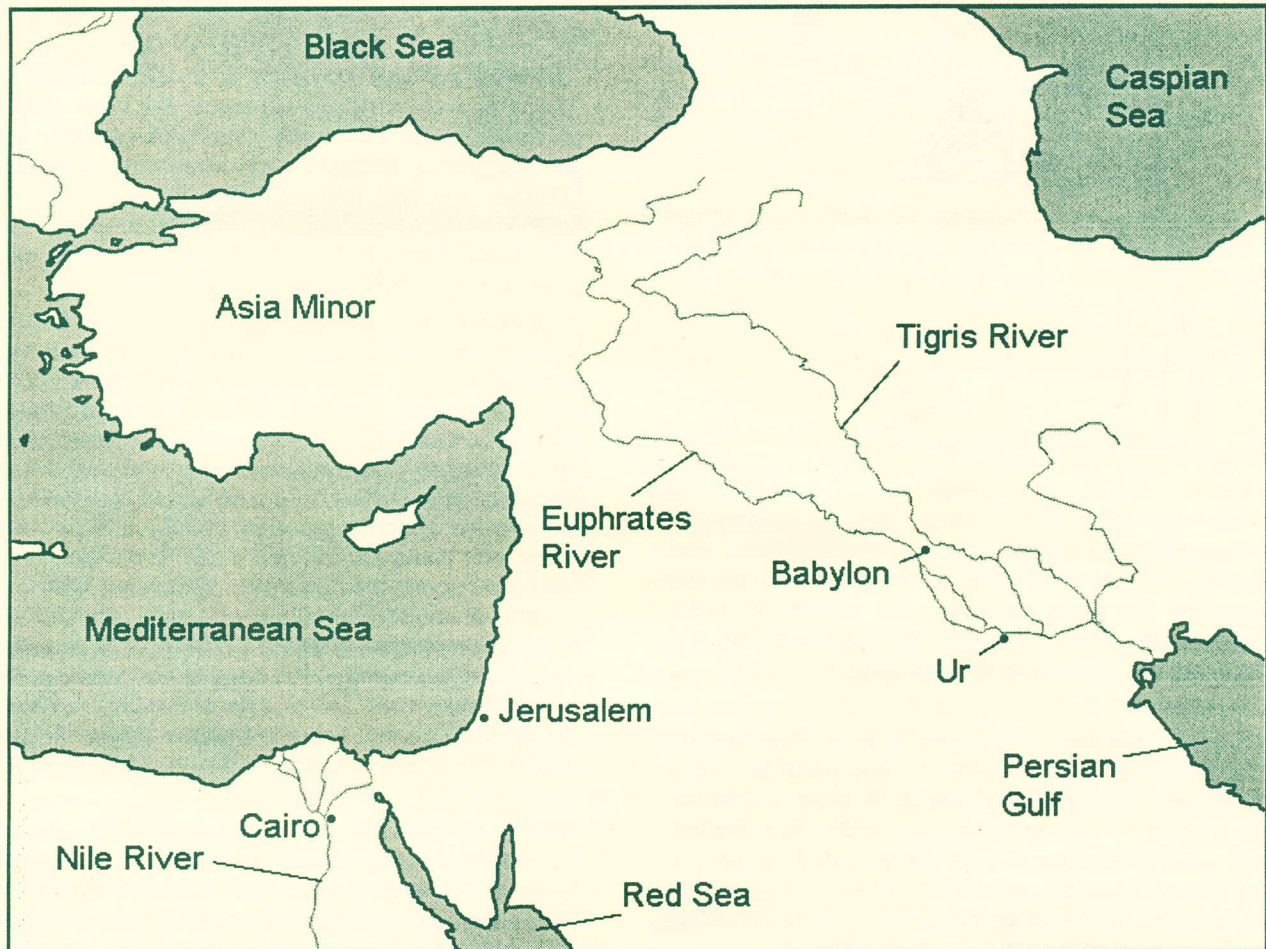 Black Sea
Caspian
Sea
Asia Minor
Tigris River
Euphrates
River
Babylon
Mediterranean Sea
Ur
Jerusalem
Persian
Gulf
Cairo
Nile River
Red Sea